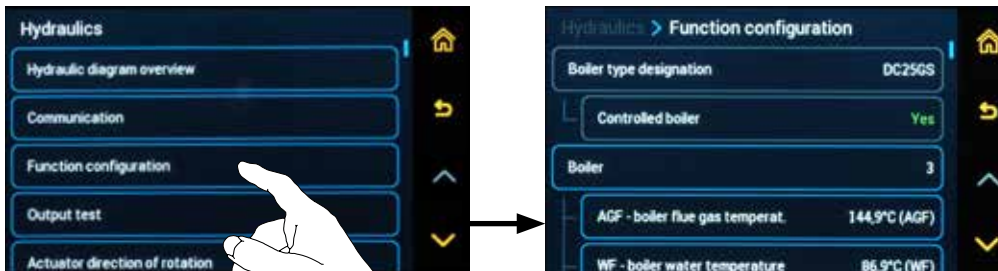 Hydraulics
Hydraulic diagram overview
Communication
Function configuration
Output test
Actuator direction of rotation
Hydraulics > Function configuration
Boiler type designation DC25GS
Controlled boiler Yes
Boiler 3
AGF - boiler flue gas temperat. 144,9°C (AGF)
WF - boiler water temperature 86,9°C (WF)